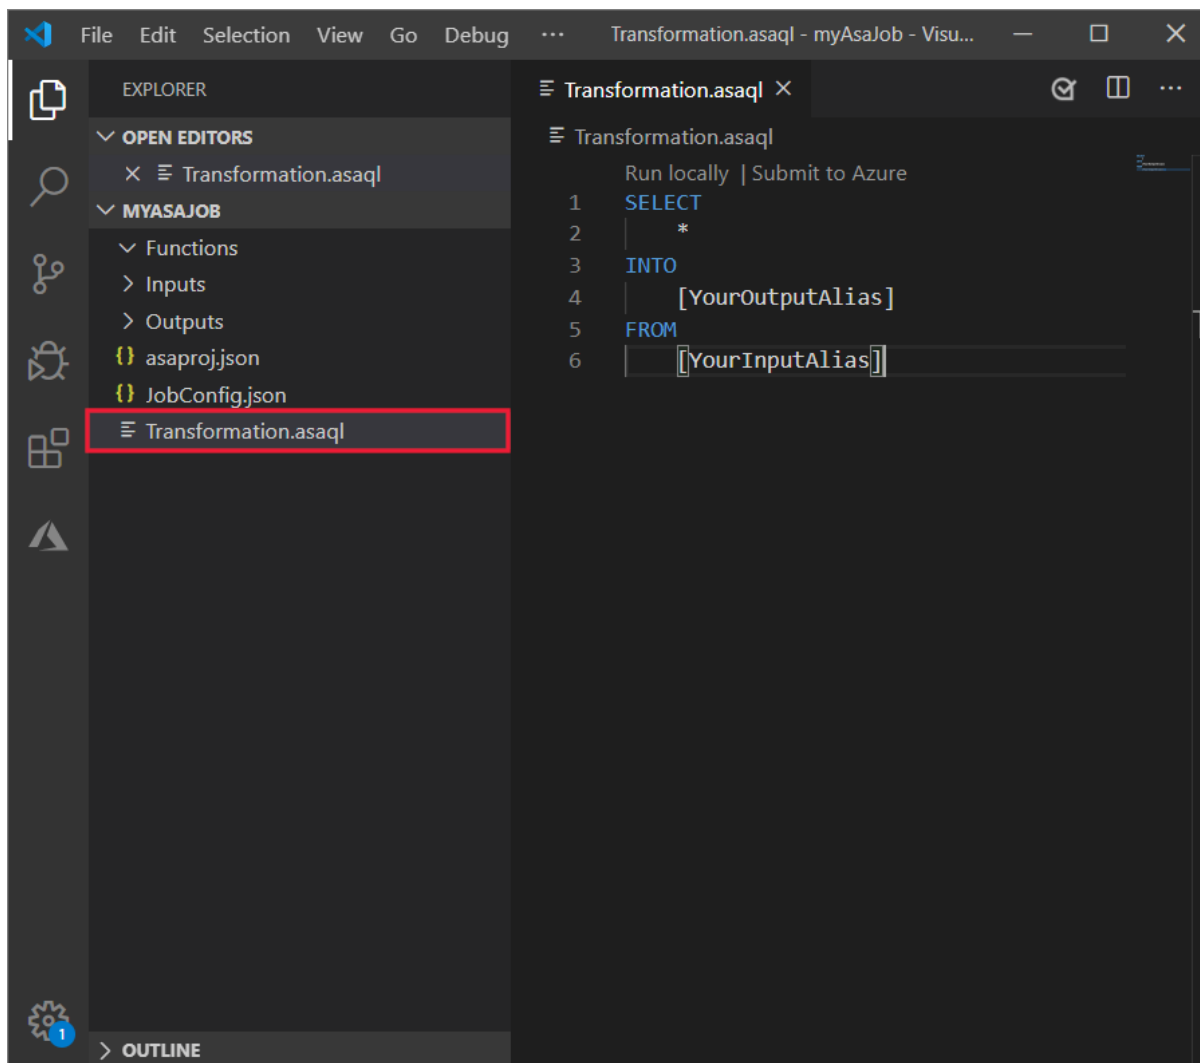 File Edit Selection View Go Debug ··· Transformation.asaql - myAsaJob - Visu...
EXPLORER
OPEN EDITORS
Transformation.asaql
MYASAJOB
Functions
Inputs
Outputs
{} asaproj.json
{} JobConfig.json
Transformation.asaql
OUTLINE
1
Transformation.asaql
Transformation.asaql
Run locally | Submit to Azure
1 SELECT
2 *
3 INTO
4 [YourOutputAlias]
5 FROM
6 [YourInputAlias]